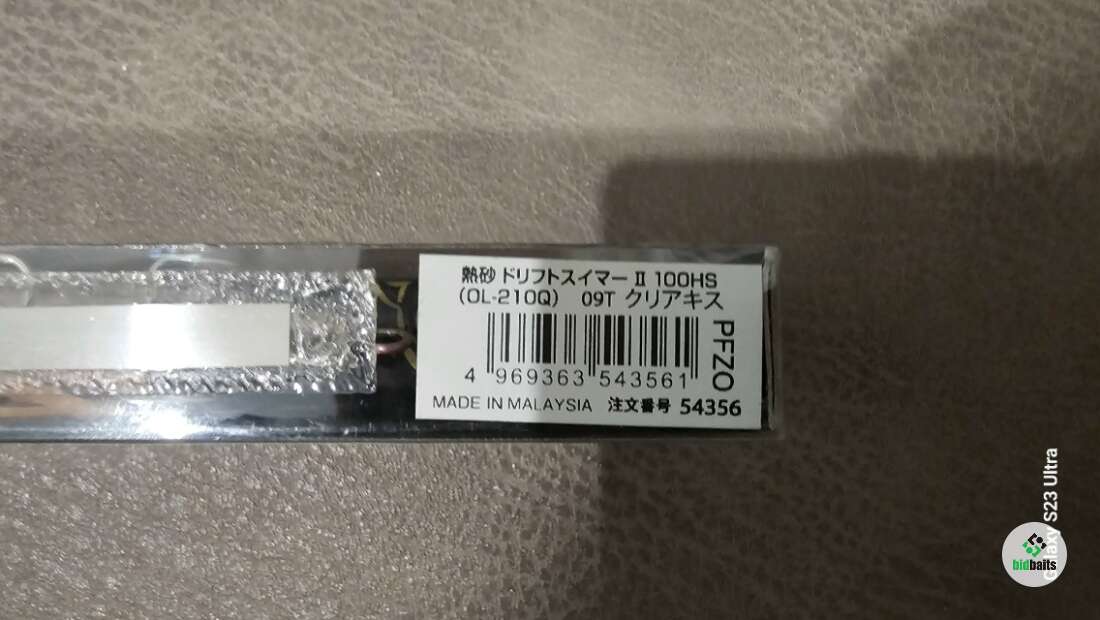 熱砂 ドリフトスイマー Ⅱ 100HS
(OL-210Q) 09T クリアキス
PFZO
4 969363 543561
MADE IN MALAYSIA 注文番号 54356
Galaxy S23 Ultra
bidbaits